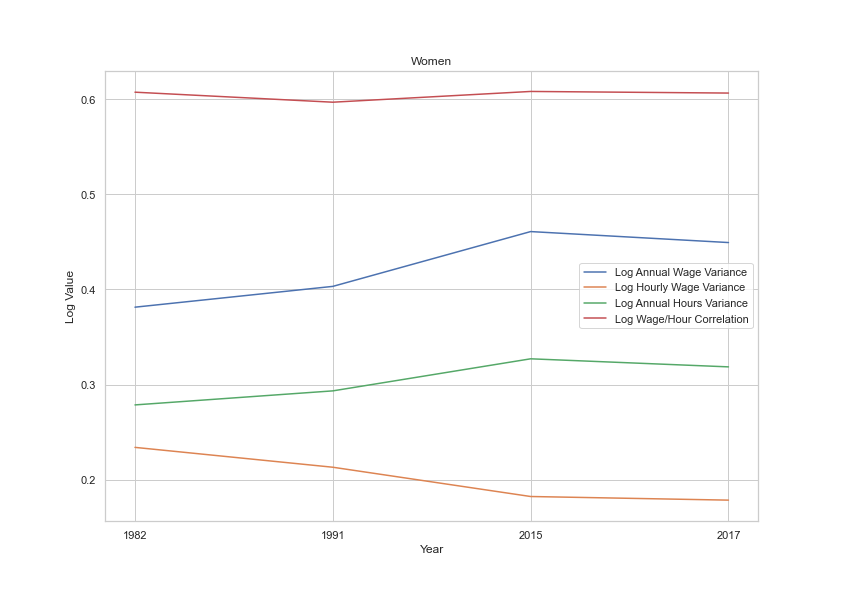 Women
0.6
0.5
0.4
0.3
0.2
Log Value
Log Annual Wage Variance
Log Hourly Wage Variance
Log Annual Hours Variance
Log Wage/Hour Correlation
1982
1991
2015
2017
Year